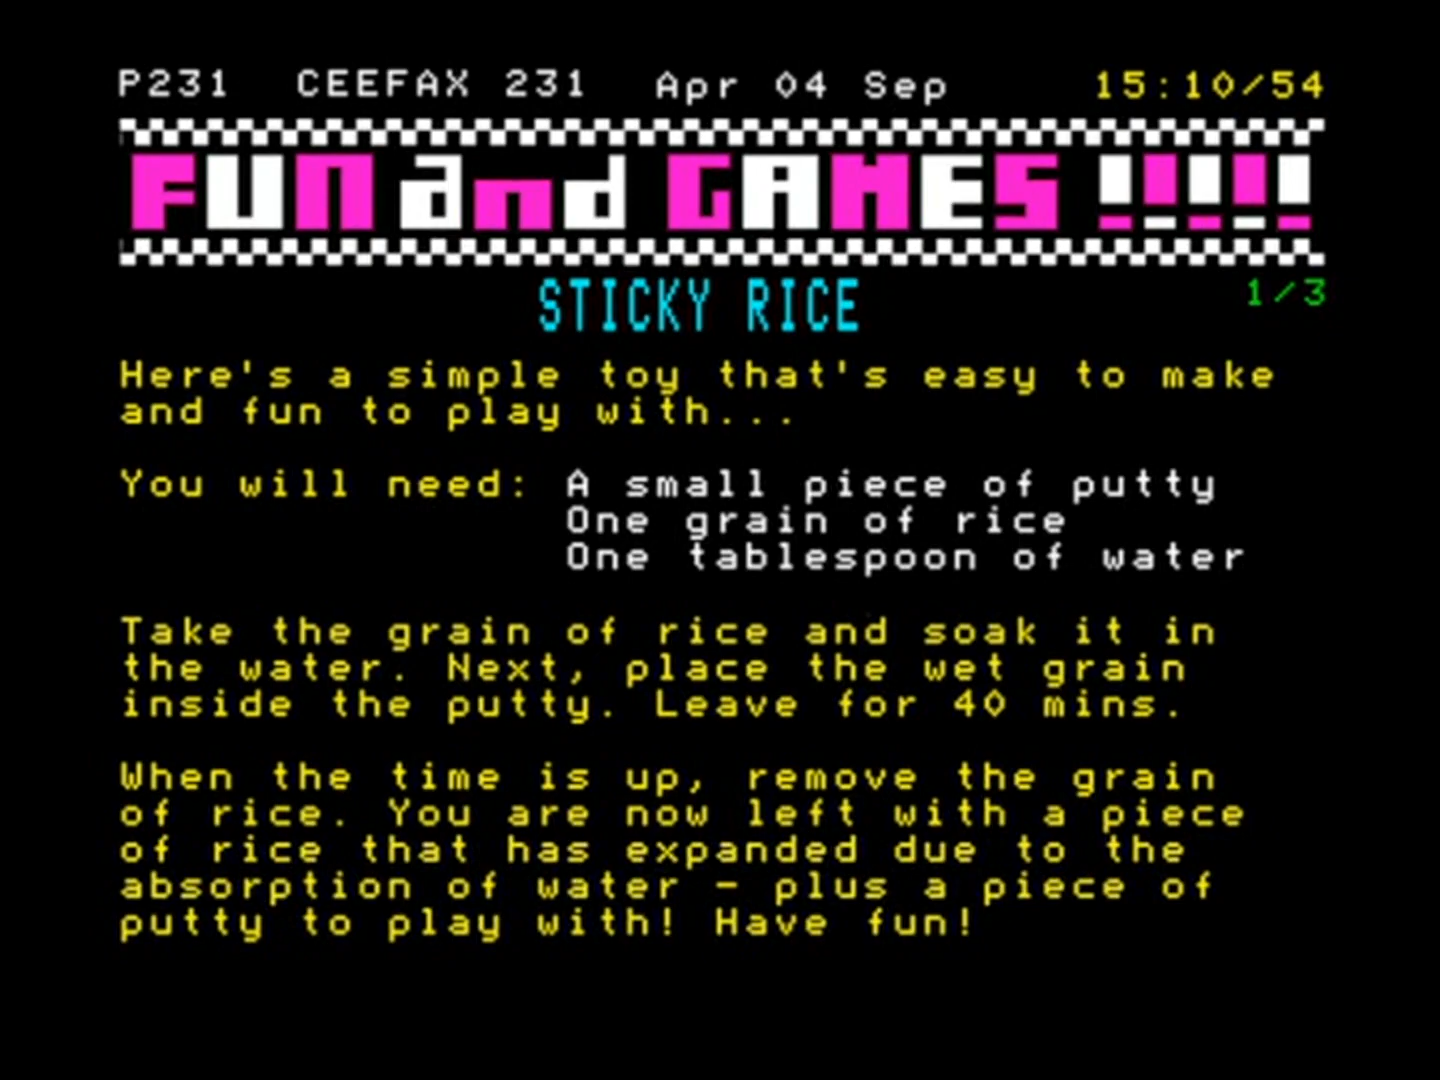 P231 CEEFAX 231 Apr 04 Sep 15:10/54
FUN and GAMES !!!!!
STICKY RICE 1/3
Here's a simple toy that's easy to make
and fun to play with...
You will need: A small piece of putty
One grain of rice
One tablespoon of water
Take the grain of rice and soak it in
the water. Next, place the wet grain
inside the putty. Leave for 40 mins.
When the time is up, remove the grain
of rice. You are now left with a piece
of rice that has expanded due to the
absorption of water - plus a piece of
putty to play with! Have fun!